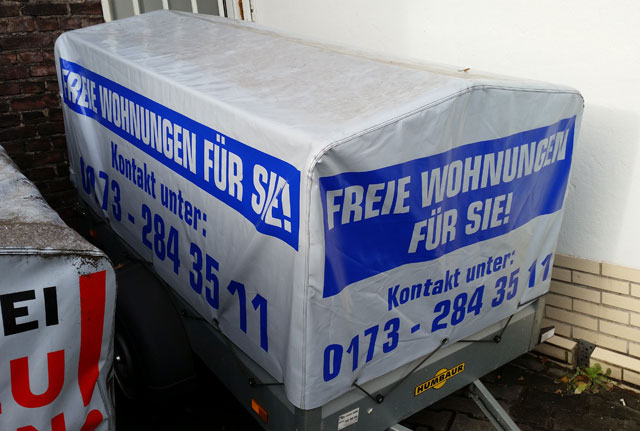 FREIE WOHNUNGEN FÜR SIE!
Kontakt unter:
0173 - 284 35 11
FREIE WOHNUNGEN
FÜR SIE!
Kontakt unter:
0173 - 284 35 11
HUMBAUR
EI
U!